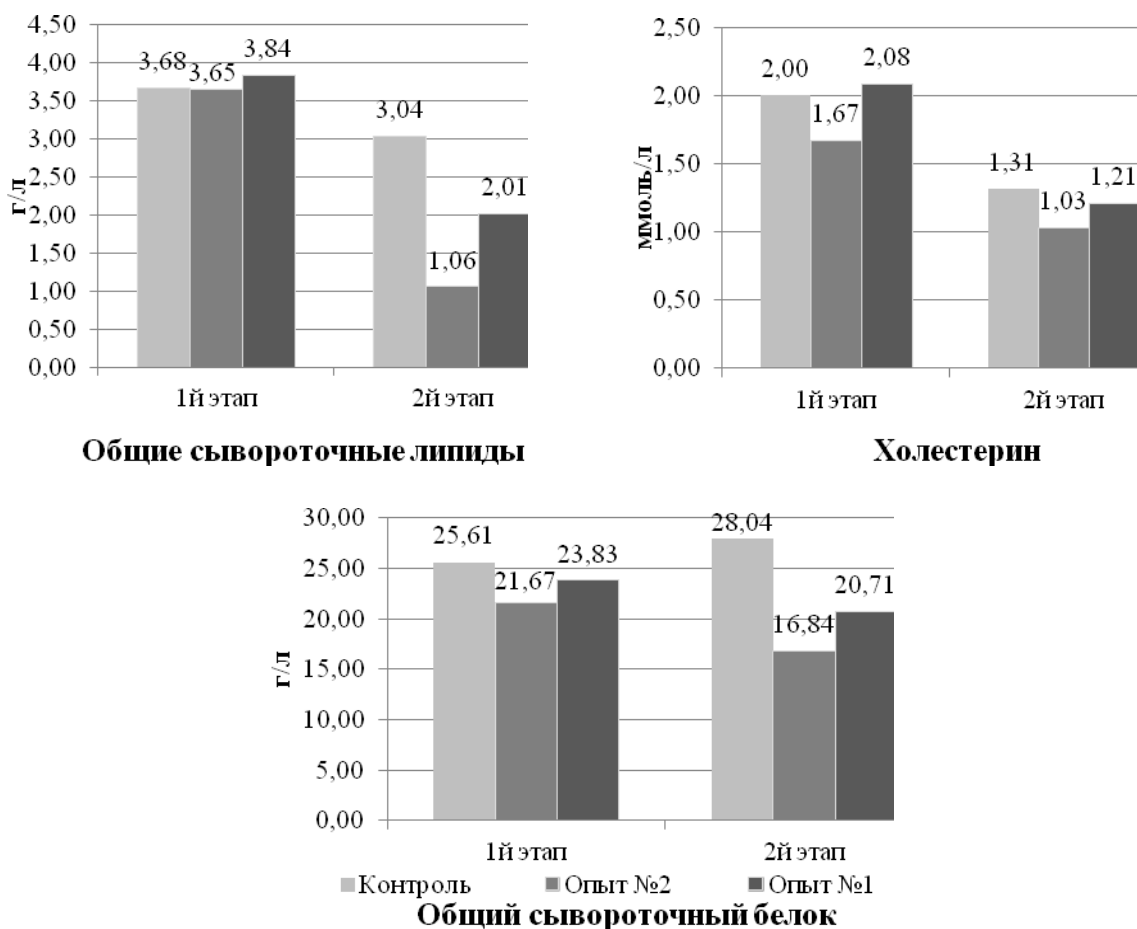 4,50
4,00
3,50
3,00
2,50
2,00
1,50
1,00
0,50
0,00
г/л
3,68
3,65
3,84
3,04
1,06
2,01
1й этап
2й этап
Общие сывороточные липиды
2,50
2,00
1,50
1,00
0,50
0,00
ммоль/л
2,00
1,67
2,08
1,31
1,03
1,21
1й этап
2й этап
Холестерин
30,00
25,00
20,00
15,00
10,00
5,00
0,00
г/л
25,61
21,67
23,83
28,04
16,84
20,71
1й этап
2й этап
Контроль
Опыт №2
Опыт №1
Общий сывороточный белок